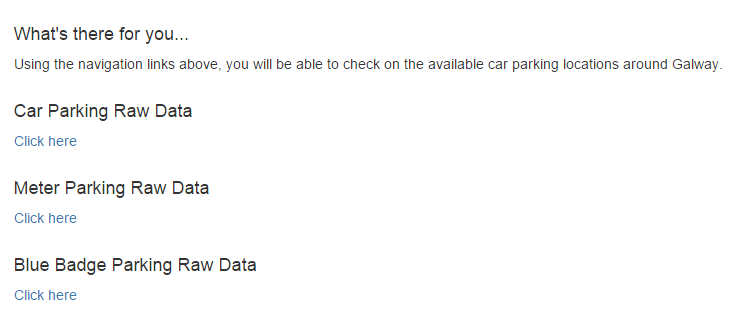 What's there for you...
Using the navigation links above, you will be able to check on the available car parking locations around Galway.
Car Parking Raw Data
Click here
Meter Parking Raw Data
Click here
Blue Badge Parking Raw Data
Click here